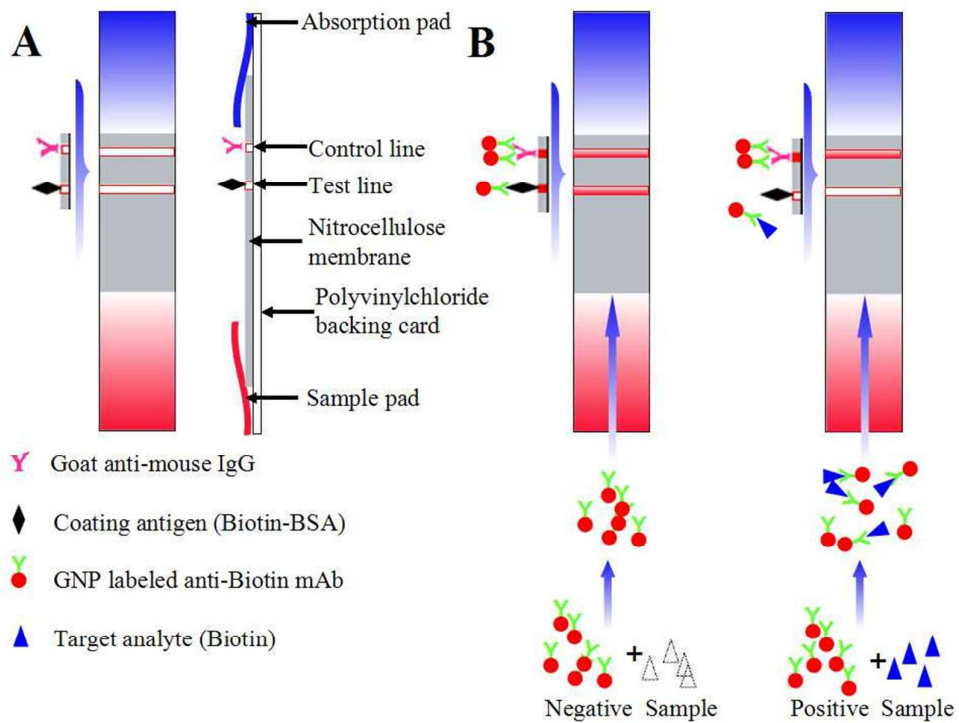 A
Absorption pad
Control line
Test line
Nitrocellulose
membrane
Polyvinylchloride
backing card
Sample pad
Goat anti-mouse IgG
Coating antigen (Biotin-BSA)
GNP labeled anti-Biotin mAb
Target analyte (Biotin)
B
+
Negative Sample
+
Positive Sample